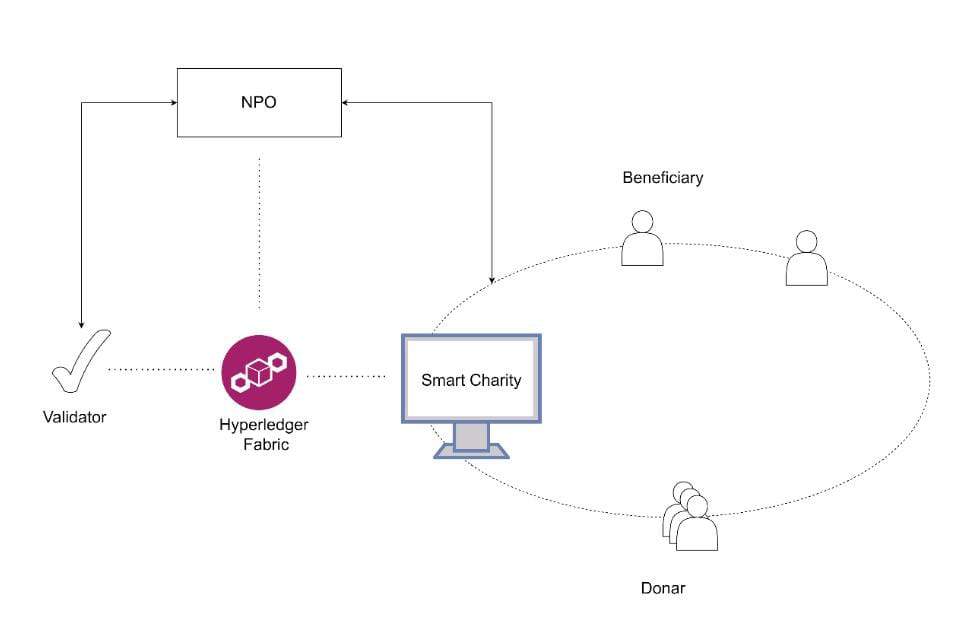 NPO
Beneficiary
Smart Charity
Validator
Hyperledger
Fabric
Donar